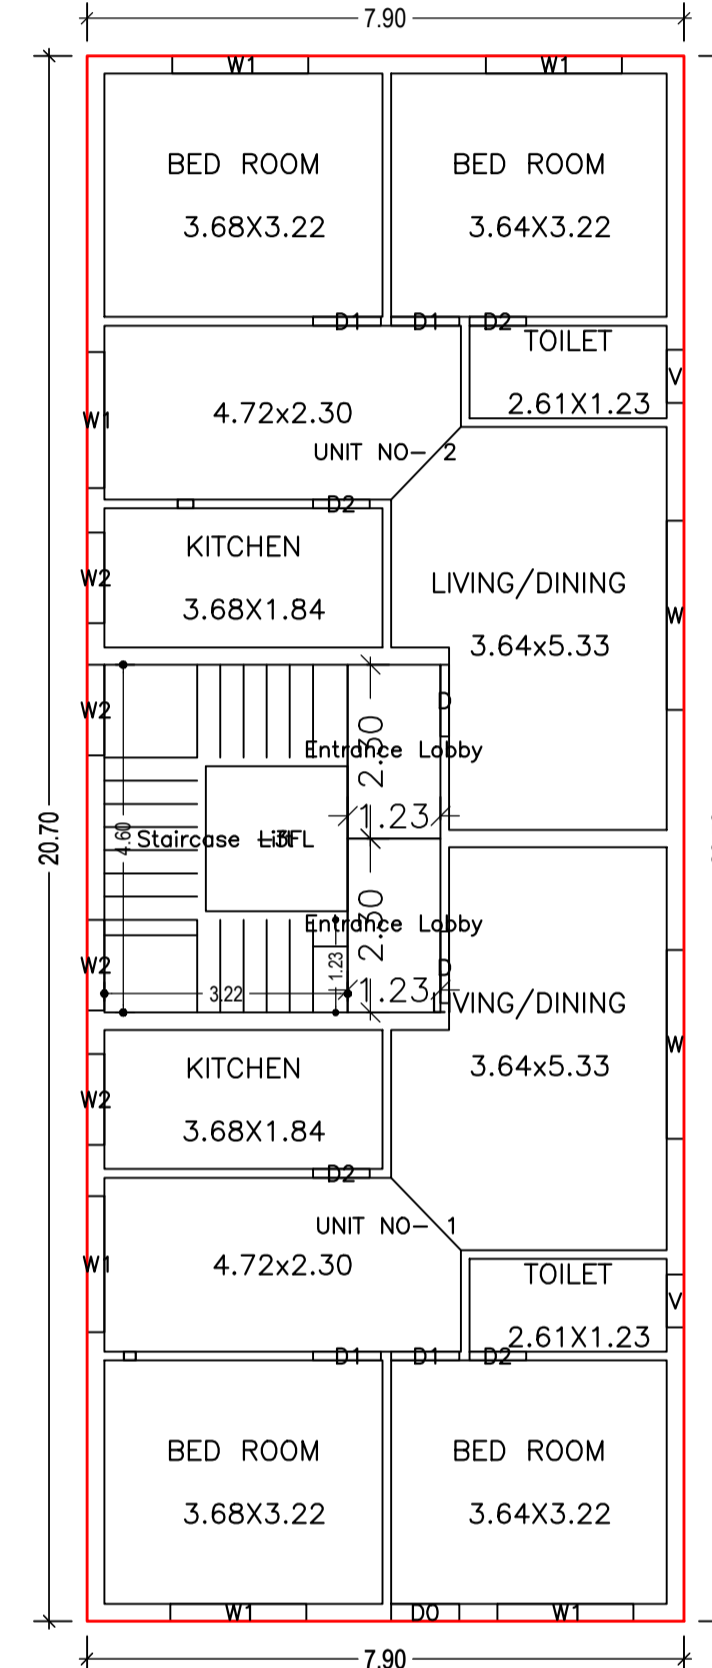 7.90
W1 W1
BED ROOM BED ROOM
3.68X3.22 3.64X3.22
D1 D1 D2
TOILET
V
2.61X1.23
4.72x2.30
W1
UNIT NO- 2
D2
KITCHEN
W2
LIVING/DINING
3.68X1.84
W
3.64x5.33
D
W2
2.30
Entrance Lobby
1.23
20.70
4.60
Staircase
Entrance Lobby
2.30
1.23
W2
D
3.22
1.23
LIVING/DINING
W
KITCHEN
3.64x5.33
W2
3.68X1.84
D2
UNIT NO- 1
W1
4.72x2.30
TOILET
V
2.61X1.23
D1 D1 D2
BED ROOM BED ROOM
3.68X3.22 3.64X3.22
W1 D0 W1
7.90